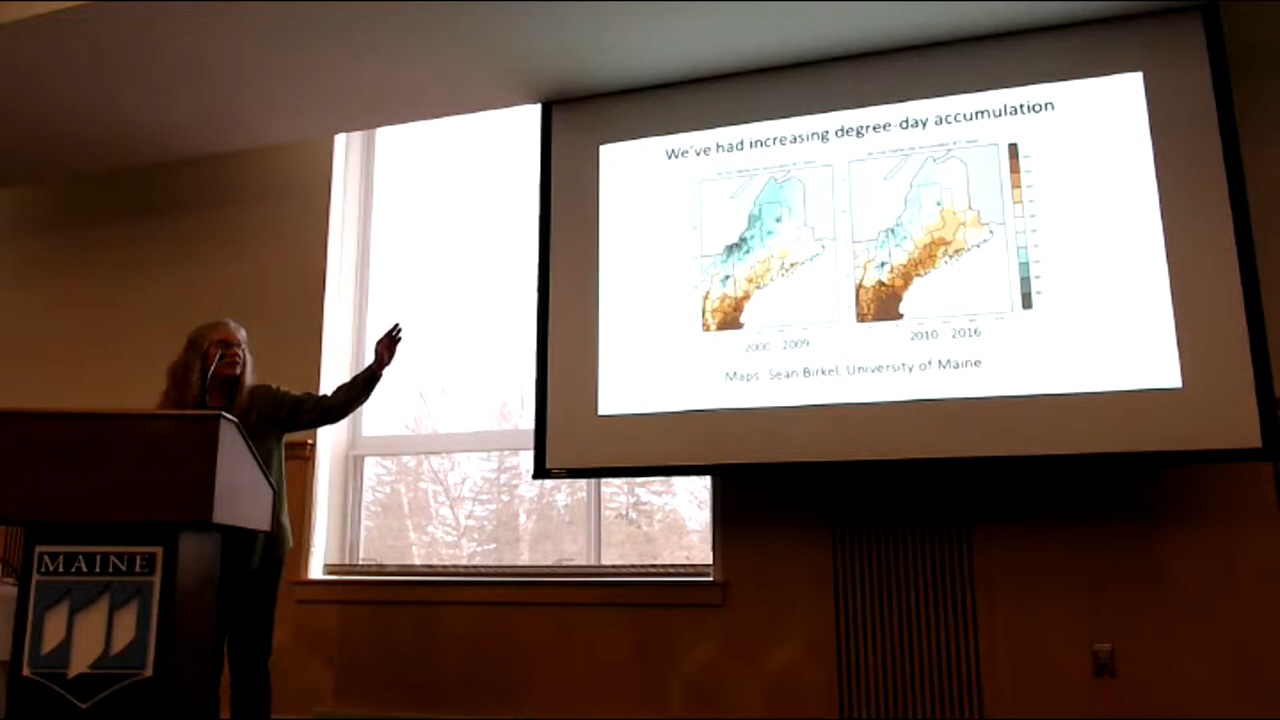 We've had increasing degree-day accumulation
2000 - 2009
2010 - 2016
Maps: Sean Birkel, University of Maine
MAINE